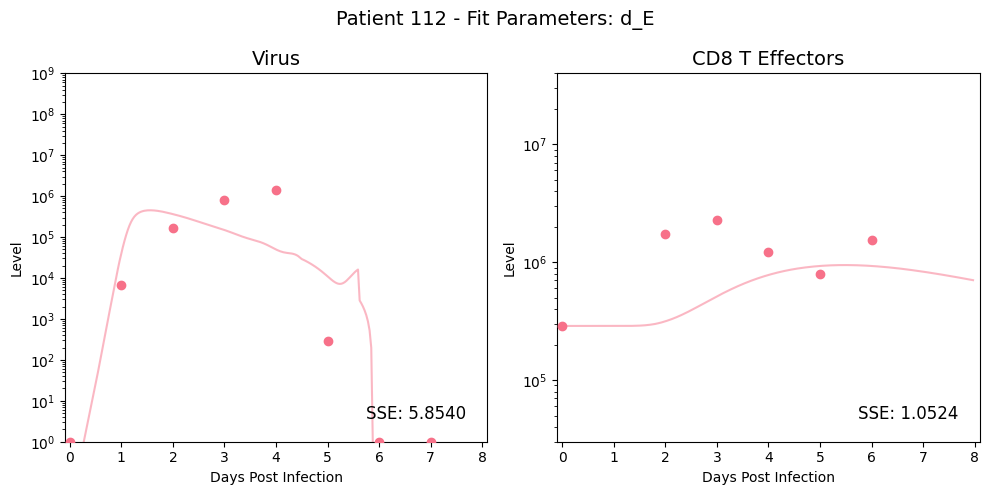 Patient 112 - Fit Parameters: d_E
Virus
CD8 T Effectors
Level
10^9
10^8
10^7
10^6
10^5
10^4
10^3
10^2
10^1
10^0
SSE: 5.8540
0 1 2 3 4 5 6 7 8
Days Post Infection
Level
10^7
10^6
10^5
SSE: 1.0524
0 1 2 3 4 5 6 7 8
Days Post Infection